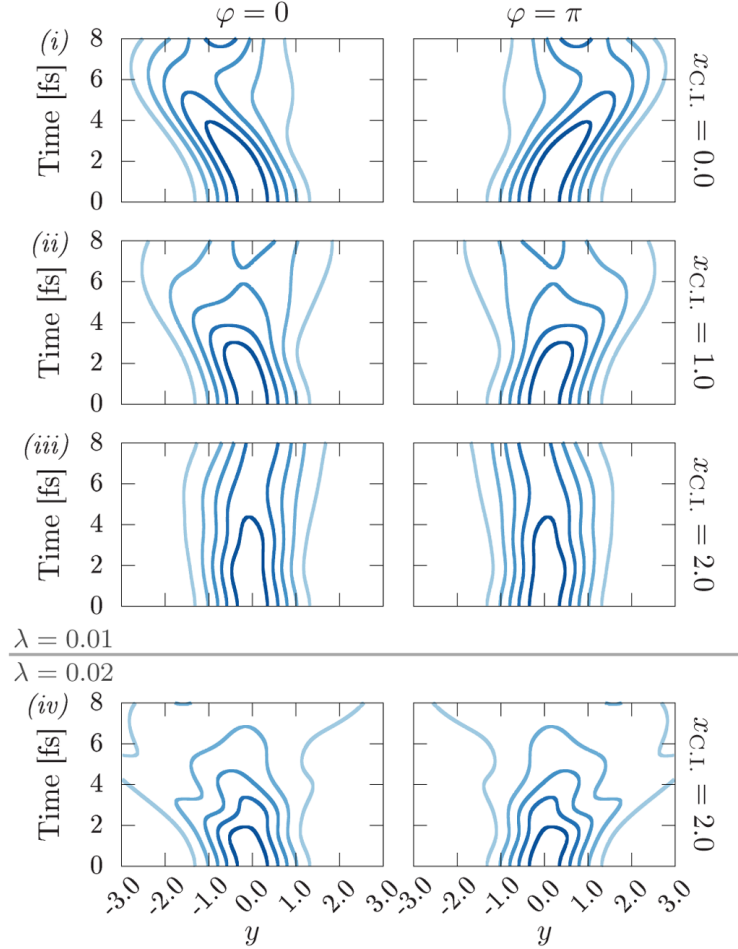 φ = 0 φ = π
(i) 8 6 4 2 0 Time [fs] x_C.I. = 0.0
(ii) 8 6 4 2 0 Time [fs] x_C.I. = 1.0
(iii) 8 6 4 2 0 Time [fs] x_C.I. = 2.0
λ = 0.01
λ = 0.02
(iv) 8 6 4 2 0 Time [fs] x_C.I. = 2.0
-3.0 -2.0 -1.0 0.0 1.0 2.0 3.0 -3.0 -2.0 -1.0 0.0 1.0 2.0 3.0
y y